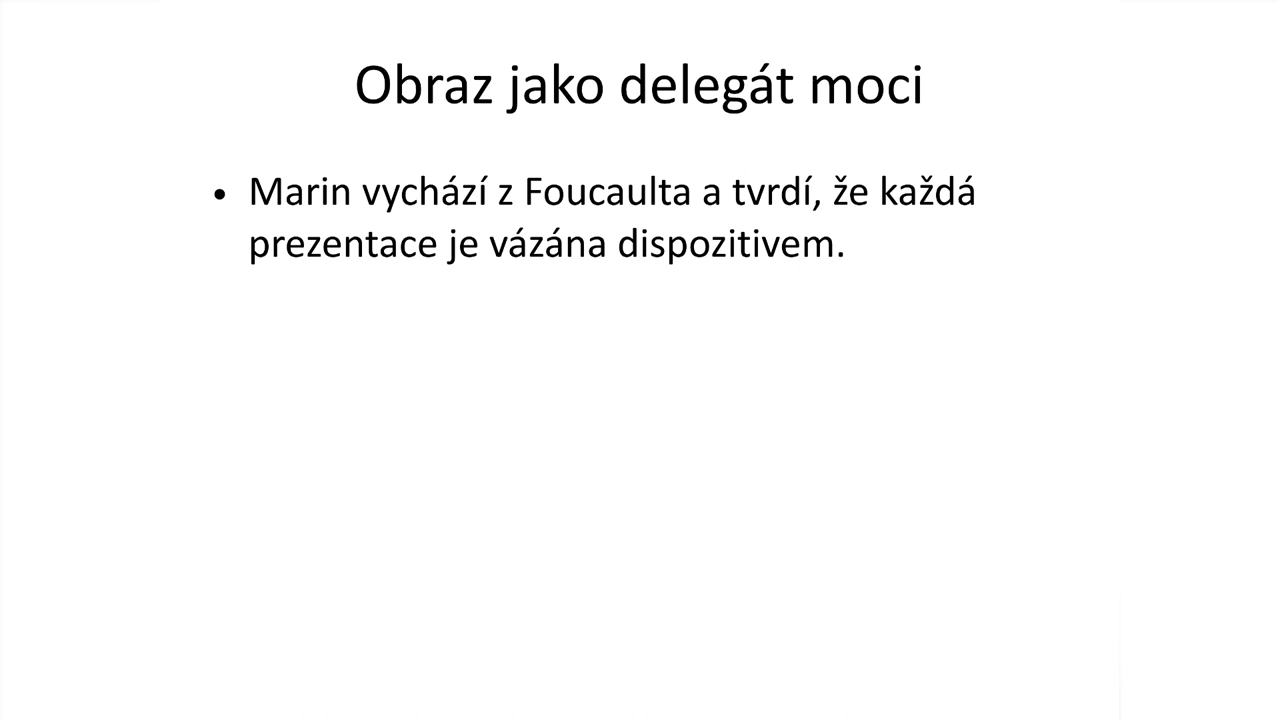 Obraz jako delegát moci
• Marin vychází z Foucaulta a tvrdí, že každá
prezentace je vázána dispozitivem.